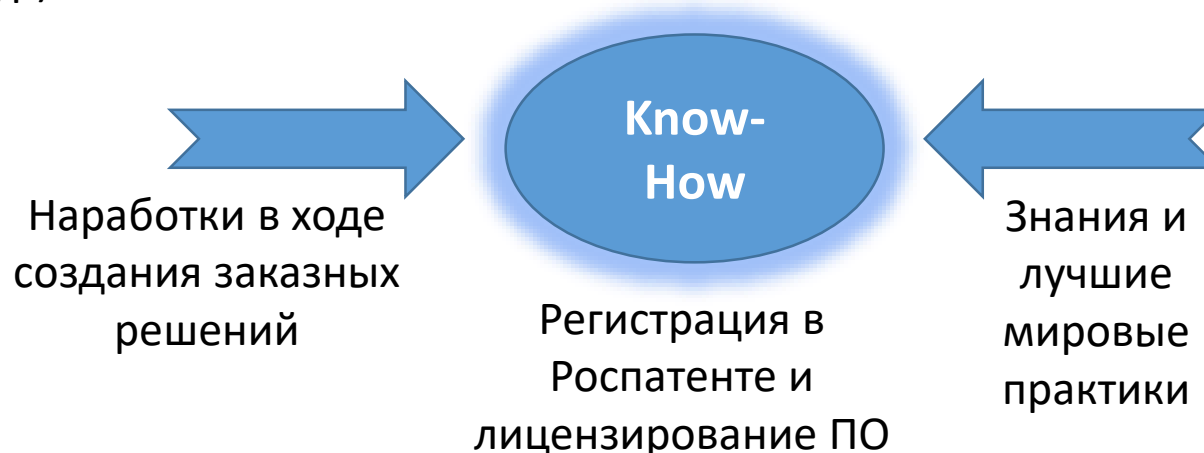 Know-
How
Наработки в ходе
создания заказных
решений
Регистрация в
Роспатенте и
лицензирование ПО
Знания и
лучшие
мировые
практики